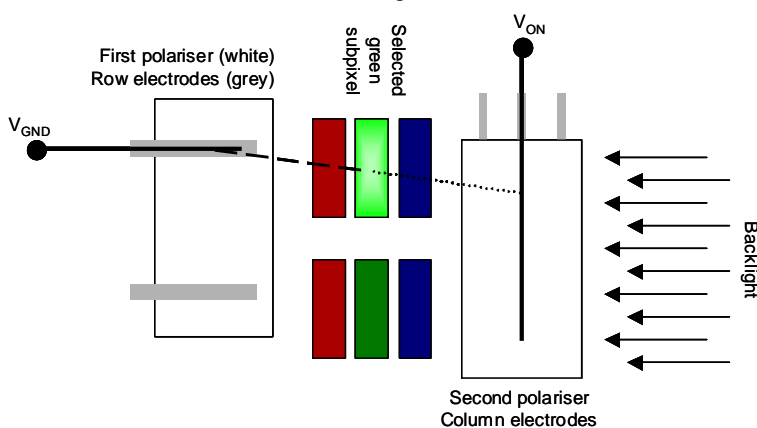 First polariser (white)
Row electrodes (grey)
V_GND
Selected
green
subpixel
V_ON
Backlight
Second polariser
Column electrodes